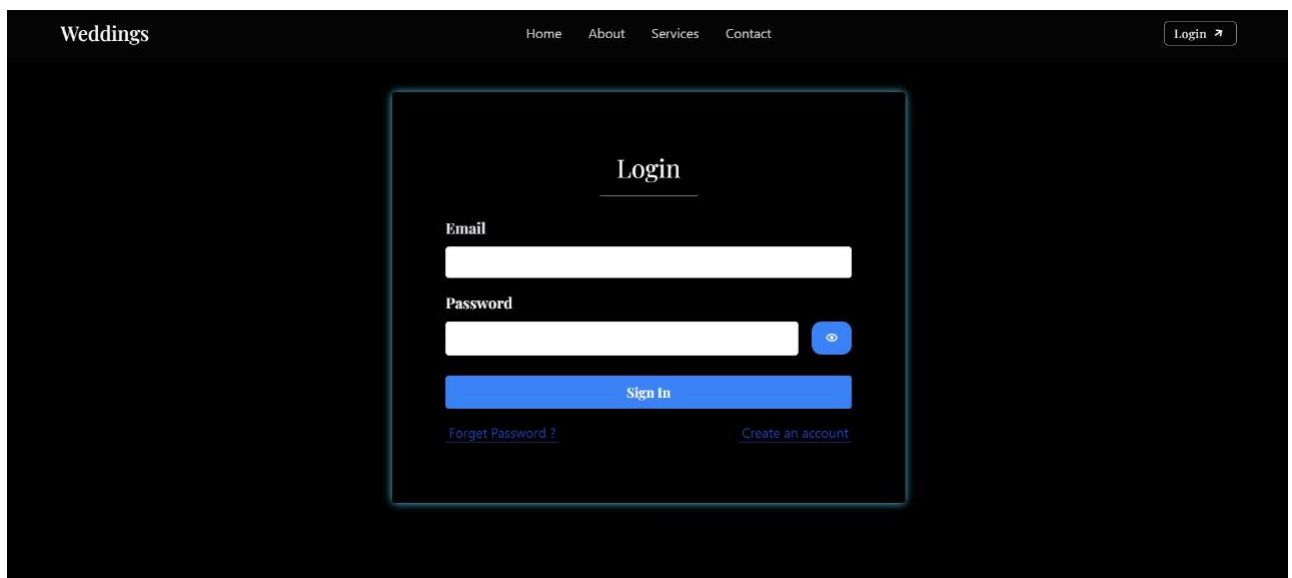 Weddings
Home About Services Contact
Login
Login
Email
Password
Sign In
Forget Password ?
Create an account